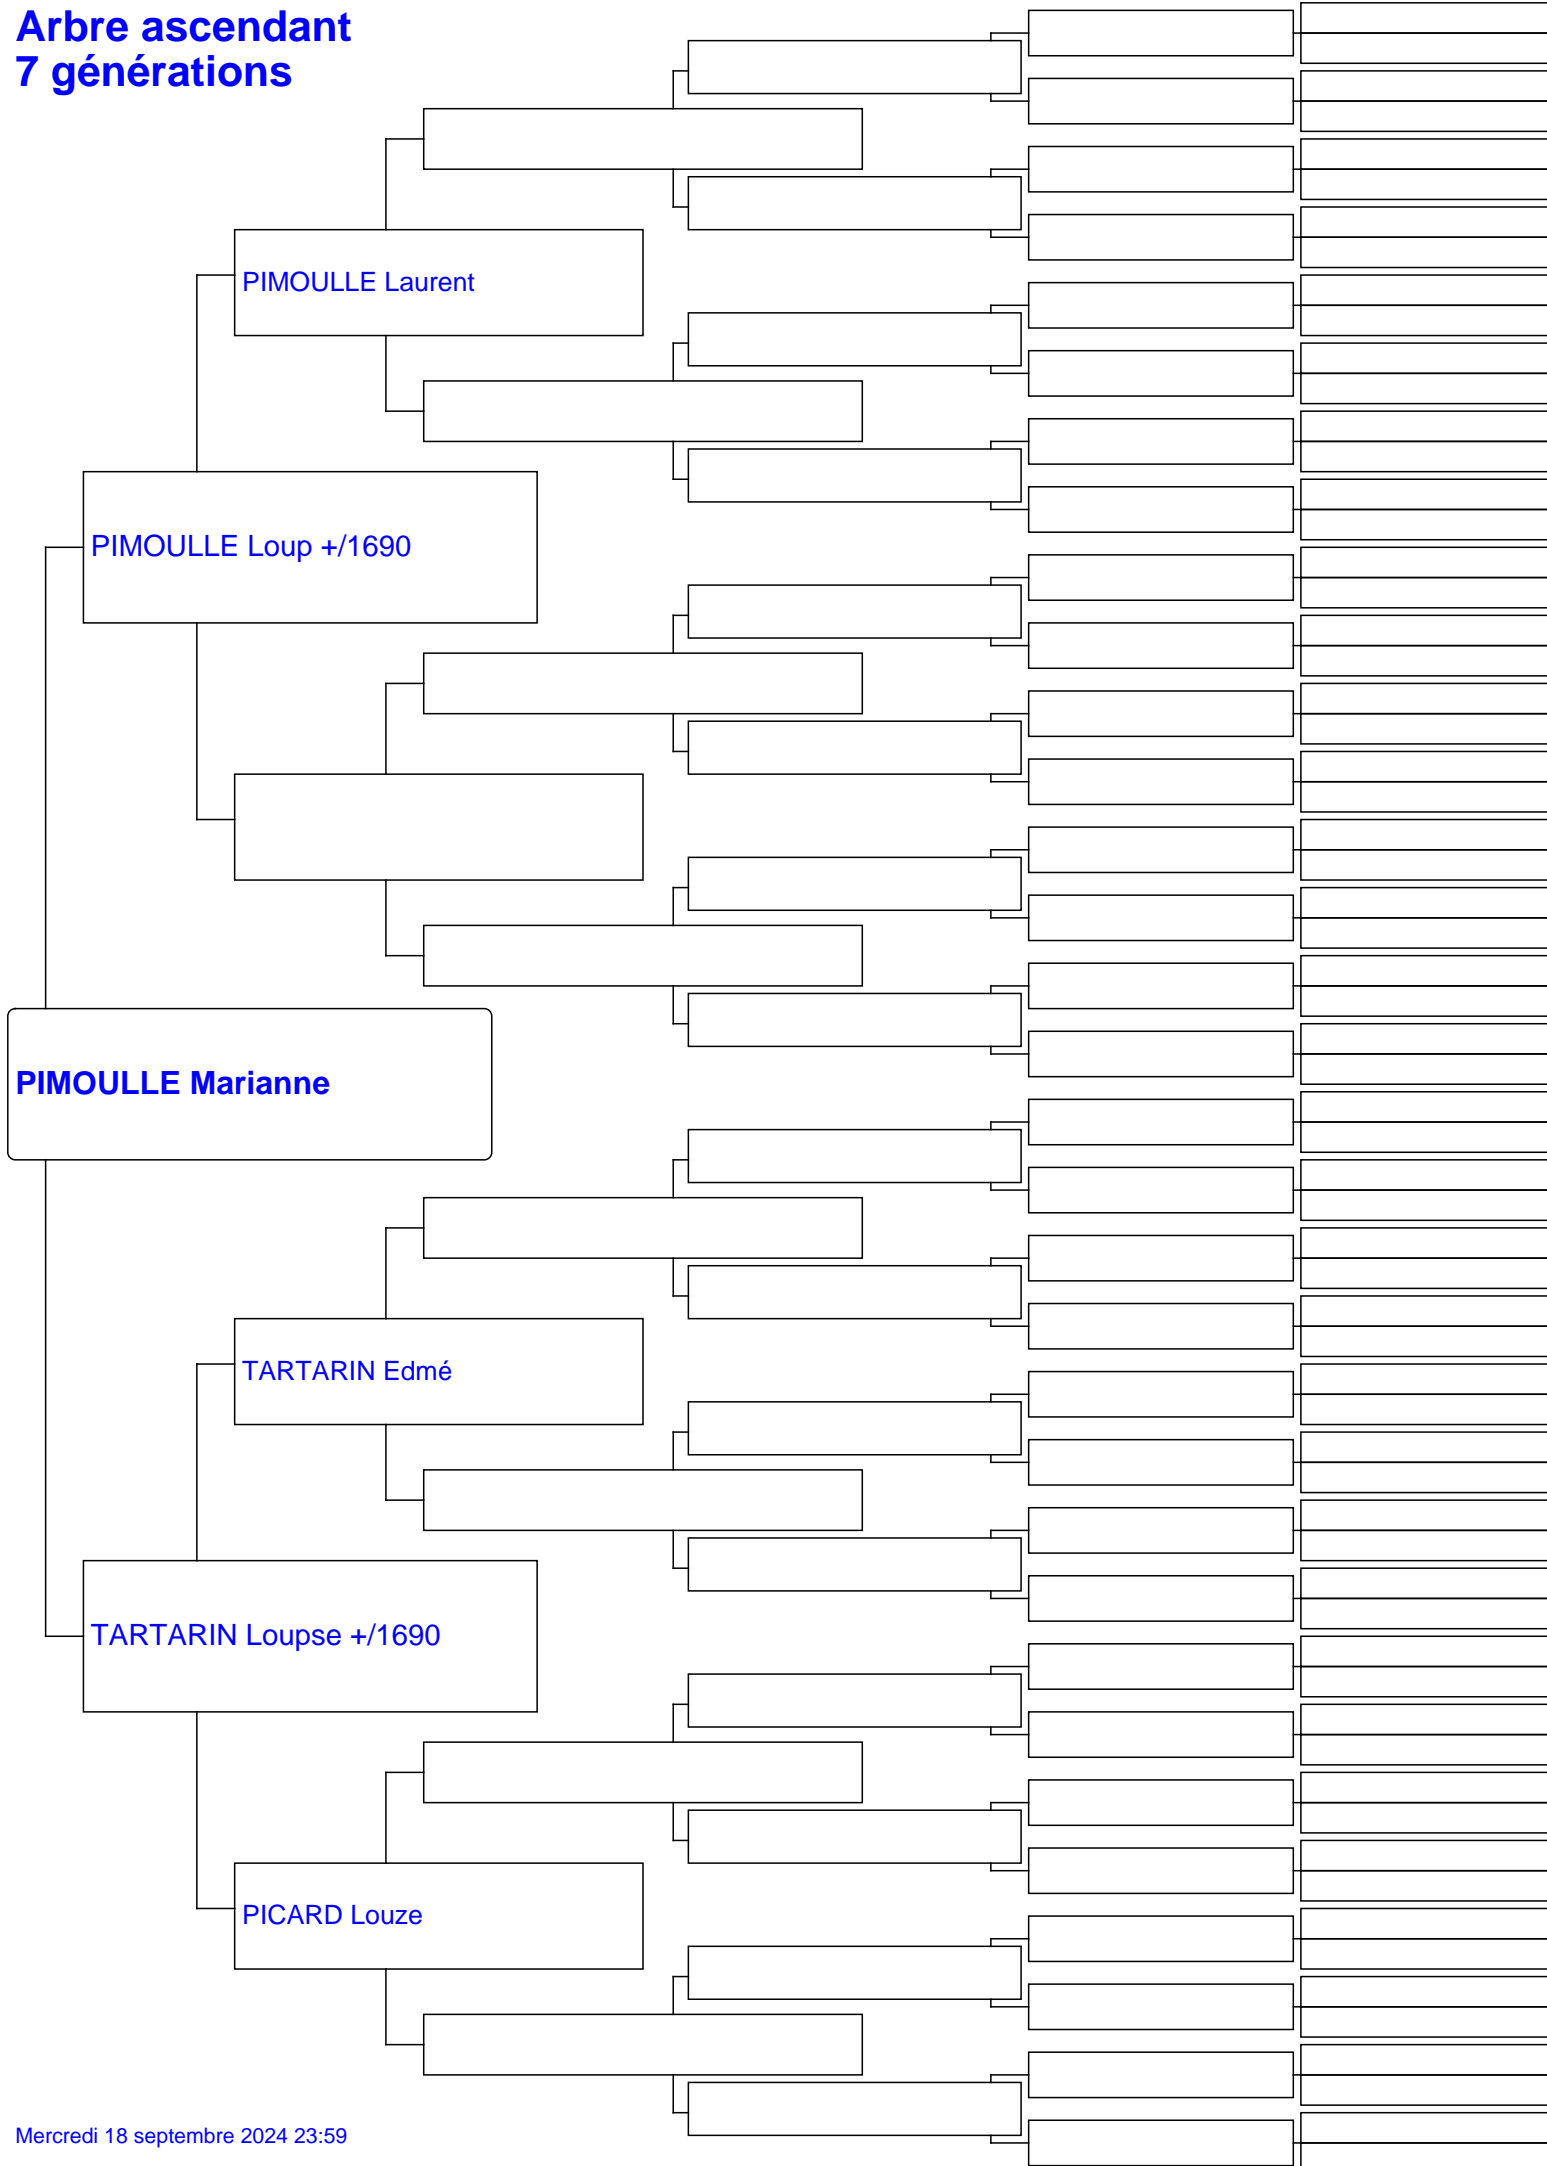 Arbre ascendant
7 générations
PIMOULLE Laurent
PIMOULLE Loup +/1690
PIMOULLE Marianne
TARTARIN Edmé
TARTARIN Loupse +/1690
PICARD Louze
Mercredi 18 septembre 2024 23:59